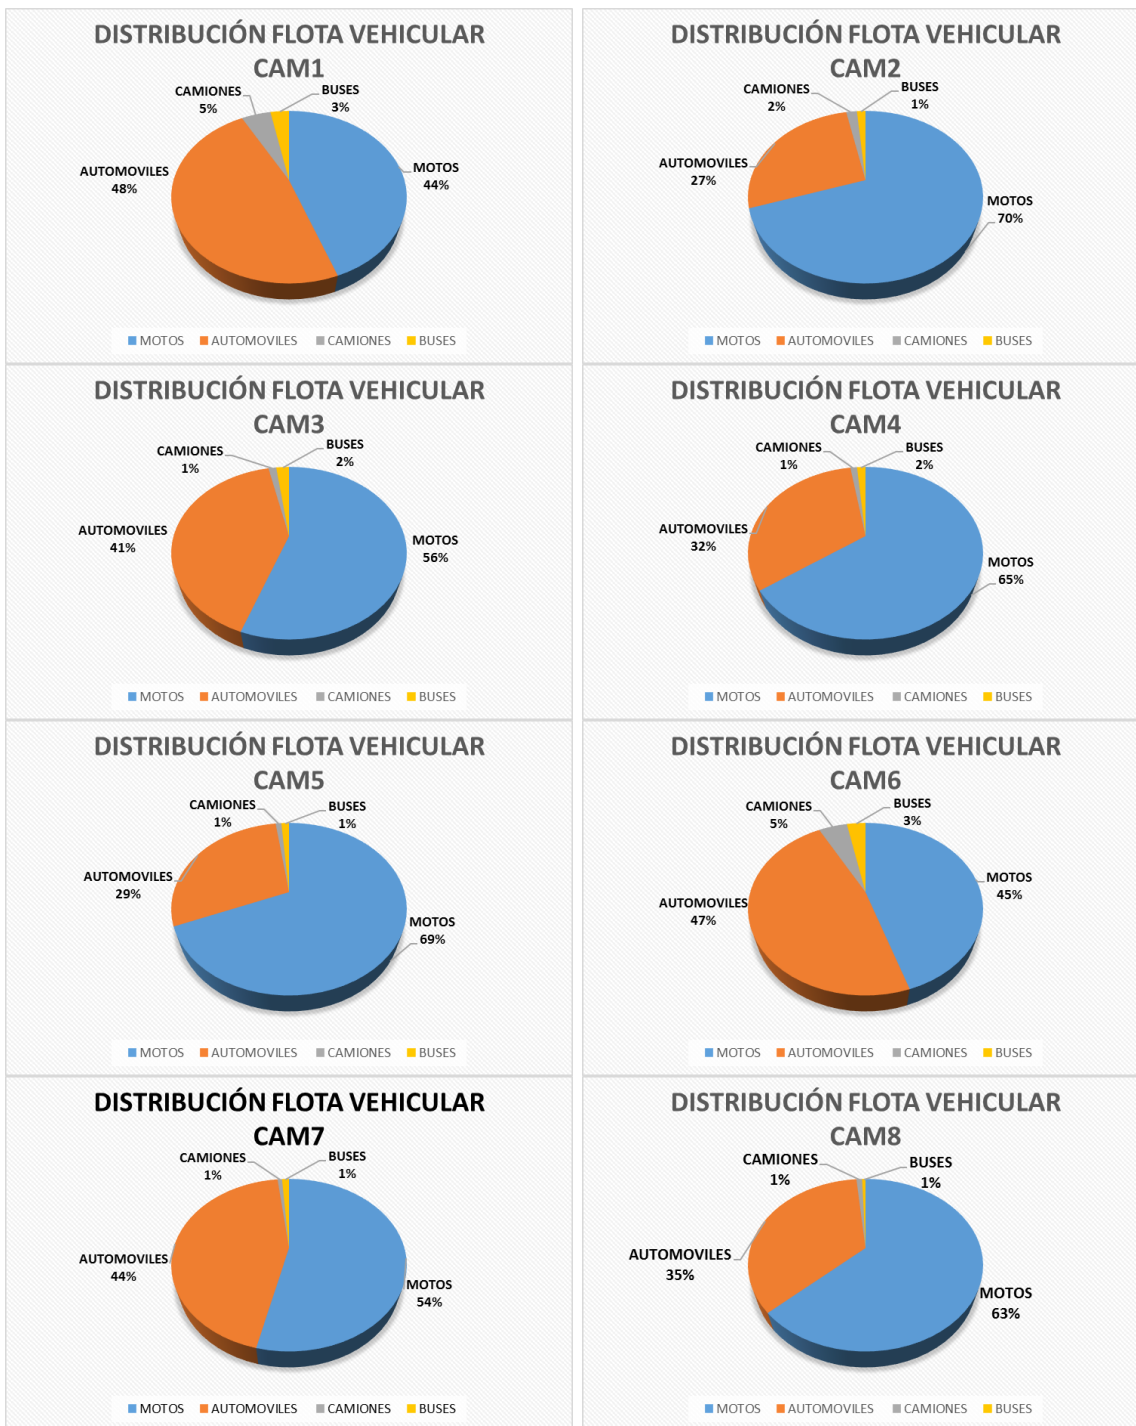 DISTRIBUCIÓN FLOTA VEHICULAR
CAM1
CAMIONES
5%
BUSES
3%
AUTOMOVILES
48%
MOTOS
44%
MOTOS AUTOMOVILES CAMIONES BUSES
DISTRIBUCIÓN FLOTA VEHICULAR
CAM2
CAMIONES
2%
BUSES
1%
AUTOMOVILES
27%
MOTOS
70%
MOTOS AUTOMOVILES CAMIONES BUSES
DISTRIBUCIÓN FLOTA VEHICULAR
CAM3
CAMIONES
1%
BUSES
2%
AUTOMOVILES
41%
MOTOS
56%
MOTOS AUTOMOVILES CAMIONES BUSES
DISTRIBUCIÓN FLOTA VEHICULAR
CAM4
CAMIONES
1%
BUSES
2%
AUTOMOVILES
32%
MOTOS
65%
MOTOS AUTOMOVILES CAMIONES BUSES
DISTRIBUCIÓN FLOTA VEHICULAR
CAM5
CAMIONES
1%
BUSES
1%
AUTOMOVILES
29%
MOTOS
69%
MOTOS AUTOMOVILES CAMIONES BUSES
DISTRIBUCIÓN FLOTA VEHICULAR
CAM6
CAMIONES
5%
BUSES
3%
AUTOMOVILES
47%
MOTOS
45%
MOTOS AUTOMOVILES CAMIONES BUSES
DISTRIBUCIÓN FLOTA VEHICULAR
CAM7
CAMIONES
1%
BUSES
1%
AUTOMOVILES
44%
MOTOS
54%
MOTOS AUTOMOVILES CAMIONES BUSES
DISTRIBUCIÓN FLOTA VEHICULAR
CAM8
CAMIONES
1%
BUSES
1%
AUTOMOVILES
35%
MOTOS
63%
MOTOS AUTOMOVILES CAMIONES BUSES